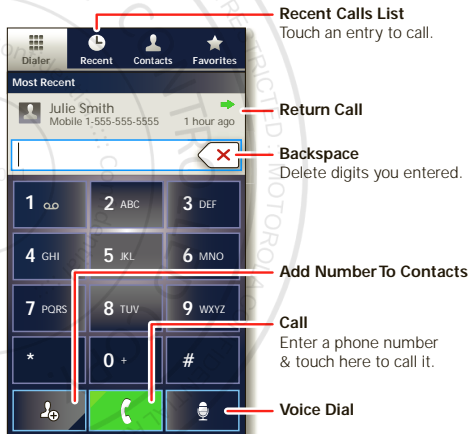 Recent Calls List
Touch an entry to call.
Dialer Recent Contacts Favorites
Most Recent
Julie Smith
Mobile 1-555-555-5555 1 hour ago
Return Call
Backspace
Delete digits you entered.
1 2 ABC 3 DEF
4 GHI 5 JKL 6 MNO
Add Number To Contacts
7 PQRS 8 TUV 9 WXYZ
Call
Enter a phone number
& touch here to call it.
* 0 + #
Voice Dial